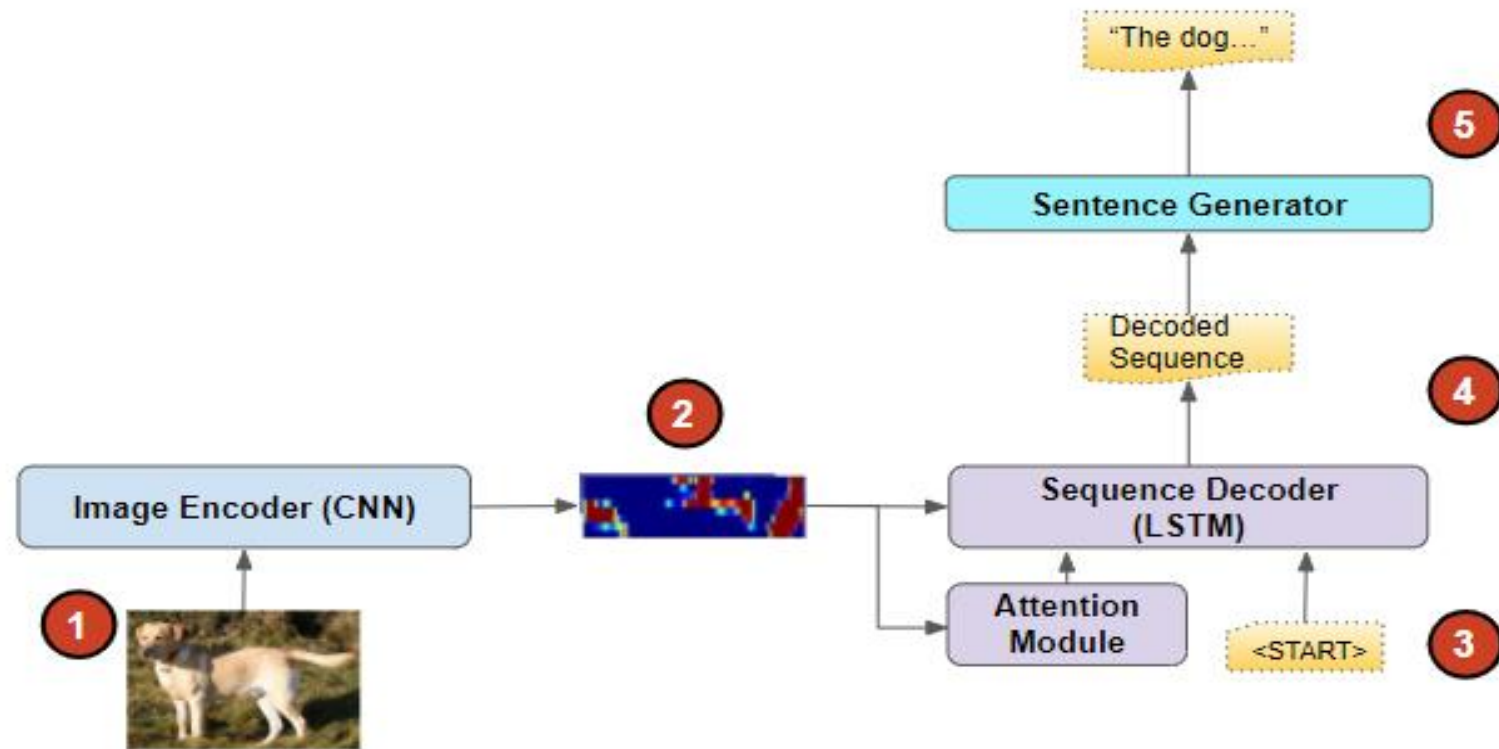 “The dog…”
5
Sentence Generator
Decoded
Sequence
4
2
Image Encoder (CNN)
Sequence Decoder
(LSTM)
1
Attention
Module
<START>
3